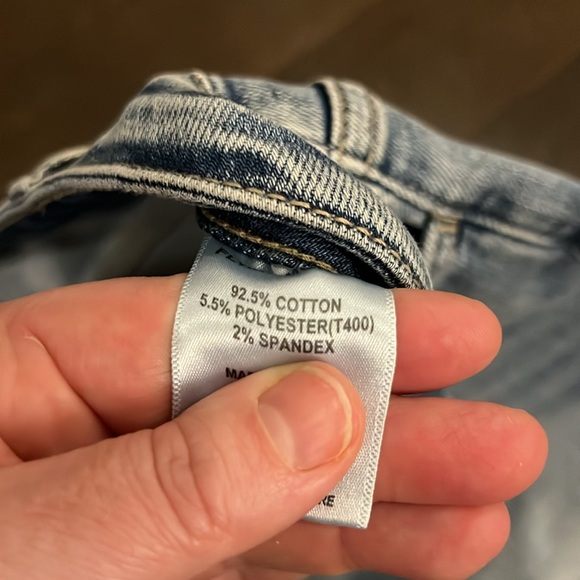 92.5% COTTON
5.5% POLYESTER(T400)
2% SPANDEX